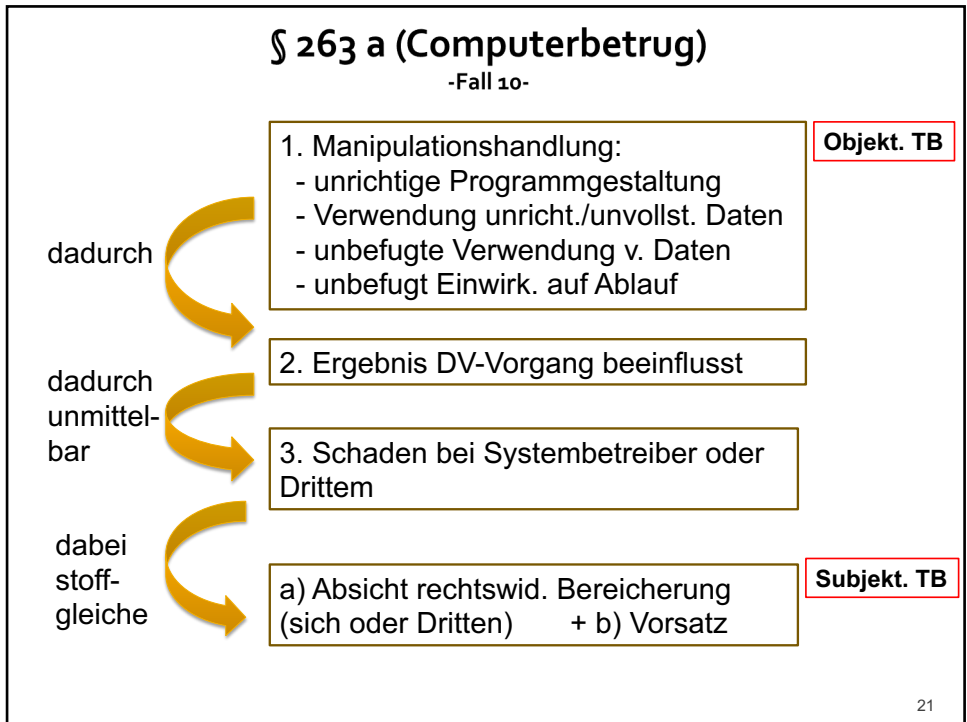 § 263 a (Computerbetrug)
-Fall 10-
1. Manipulationshandlung:
- unrichtige Programmgestaltung
- Verwendung unricht./unvollst. Daten
- unbefugte Verwendung v. Daten
- unbefugt Einwirk. auf Ablauf
Objekt. TB
dadurch
2. Ergebnis DV-Vorgang beeinflusst
dadurch
unmittel-
bar
3. Schaden bei Systembetreiber oder
Drittem
dabei
stoff-
gleiche
a) Absicht rechtswid. Bereicherung
(sich oder Dritten) + b) Vorsatz
Subjekt. TB
21